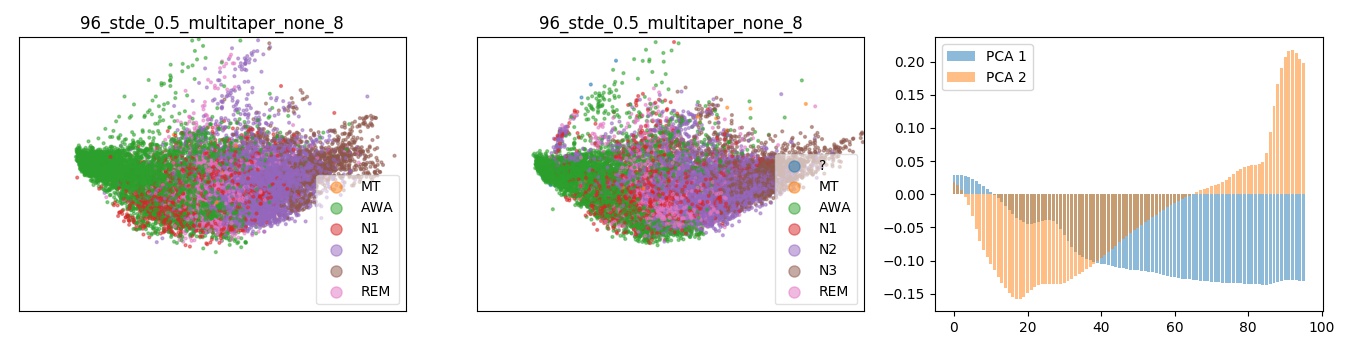 96_stde_0.5_multitaper_none_8
MT
AWA
N1
N2
N3
REM
96_stde_0.5_multitaper_none_8
?
MT
AWA
N1
N2
N3
REM
PCA 1
PCA 2
0.20
0.15
0.10
0.05
0.00
−0.05
−0.10
−0.15
0 20 40 60 80 100